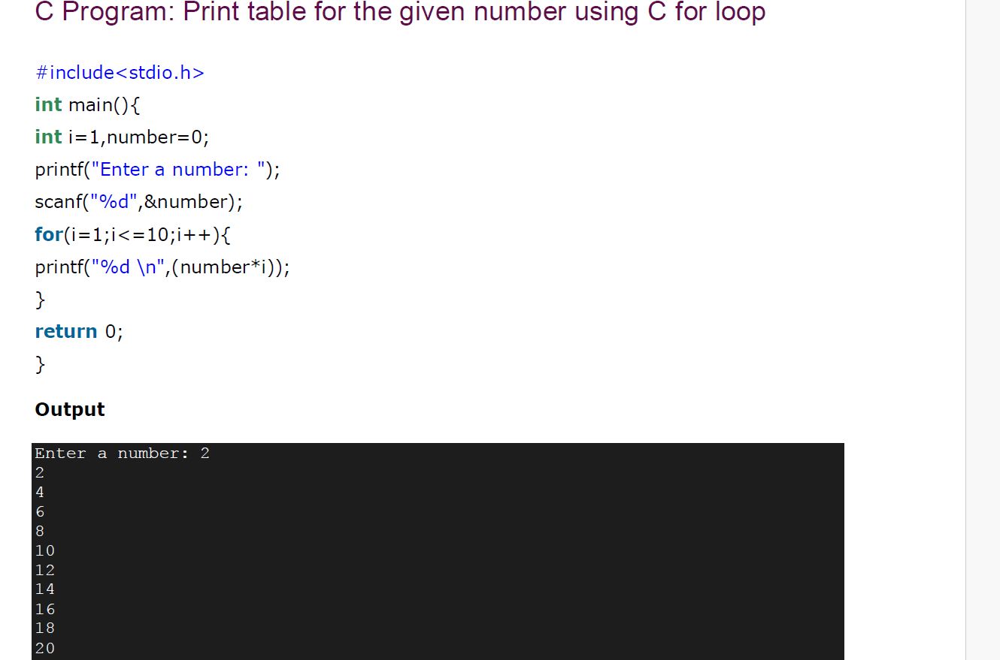 C Program: Print table for the given number using C for loop
#include<stdio.h>
int main(){
int i=1,number=0;
printf("Enter a number: ");
scanf("%d",&number);
for(i=1;i<=10;i++){
printf("%d \n",(number*i));
}
return 0;
}
Output
Enter a number: 2
2
4
6
8
10
12
14
16
18
20